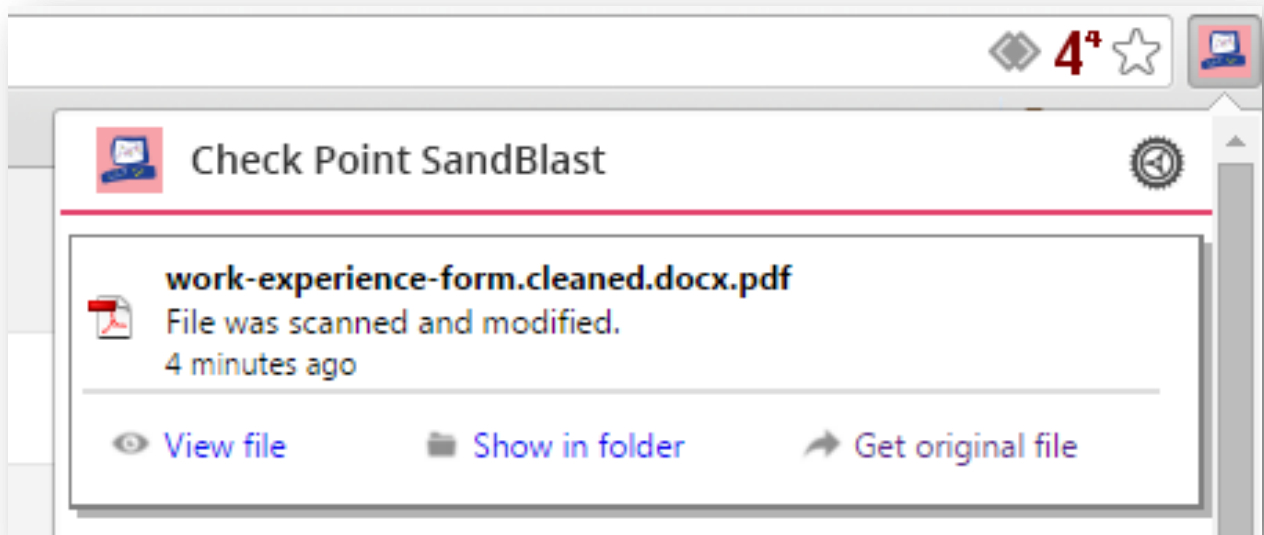 4⁴
Check Point SandBlast
work-experience-form.cleaned.docx.pdf
File was scanned and modified.
4 minutes ago
View file Show in folder Get original file